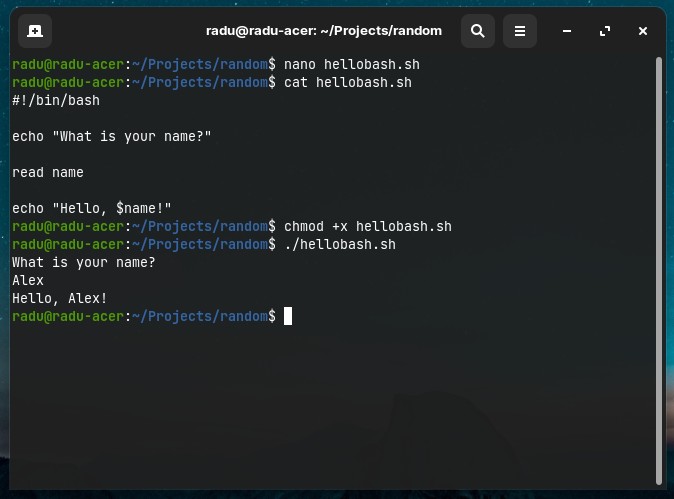 radu@radu-acer: ~/Projects/random
radu@radu-acer:~/Projects/random$ nano hellobash.sh
radu@radu-acer:~/Projects/random$ cat hellobash.sh
#!/bin/bash
echo "What is your name?"
read name
echo "Hello, $name!"
radu@radu-acer:~/Projects/random$ chmod +x hellobash.sh
radu@radu-acer:~/Projects/random$ ./hellobash.sh
What is your name?
Alex
Hello, Alex!
radu@radu-acer:~/Projects/random$